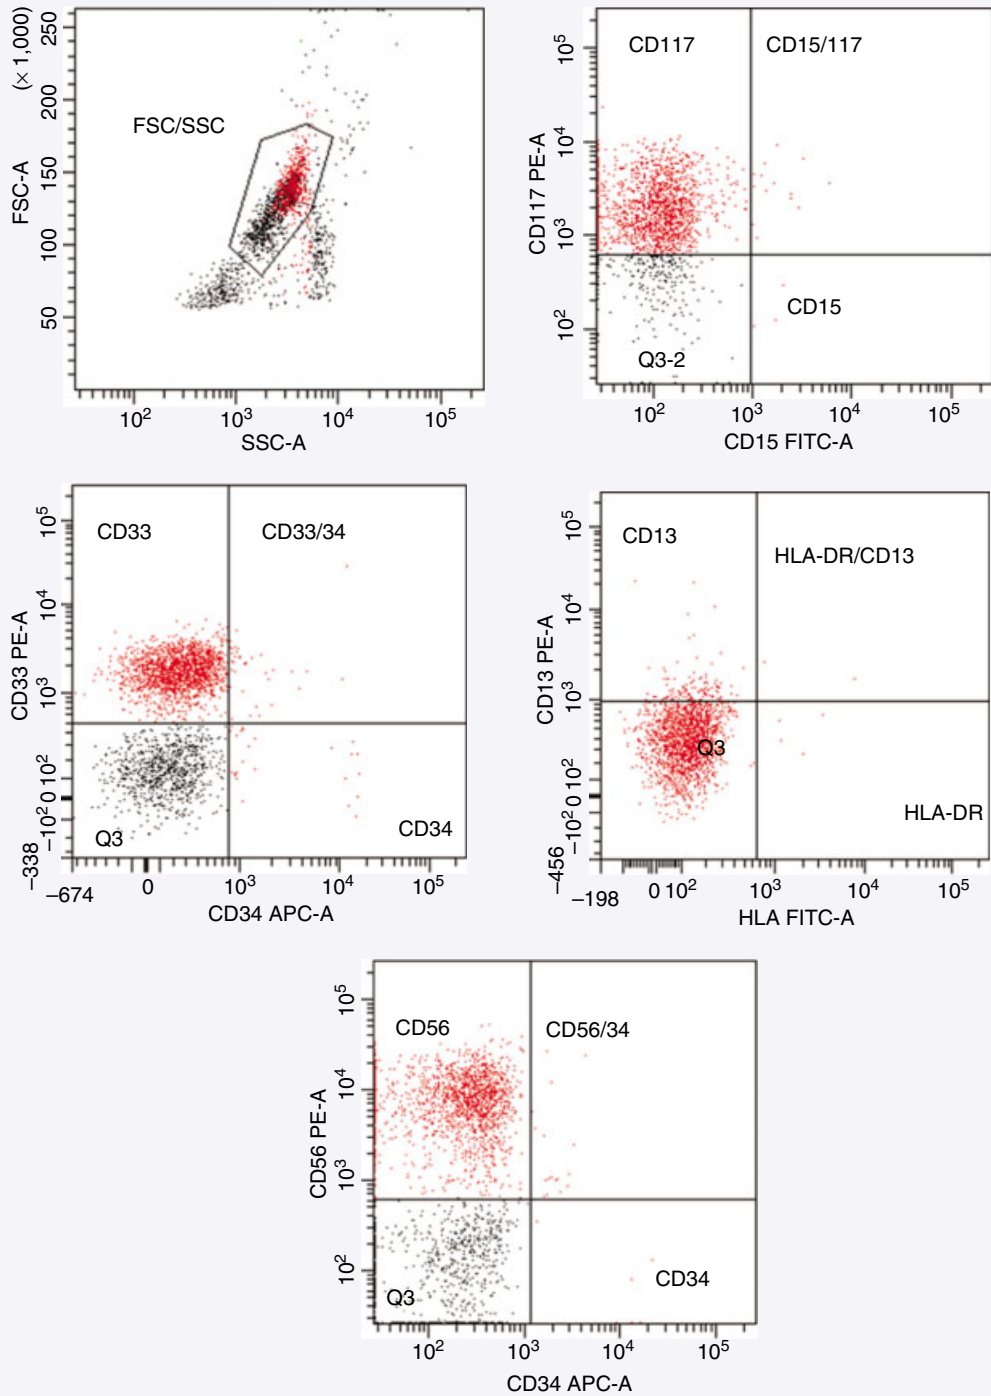 (× 1,000)
FSC-A
250
200
150
100
50
FSC/SSC
10² 10³ 10⁴ 10⁵
SSC-A
CD117 PE-A
10⁵
10⁴
10³
10²
CD117
CD15/117
CD15
Q3-2
10² 10³ 10⁴ 10⁵
CD15 FITC-A
CD33 PE-A
10⁵
10⁴
10³
10²
0
−10²
−338
CD33
CD33/34
Q3
CD34
−674
0 10³ 10⁴ 10⁵
CD34 APC-A
CD13 PE-A
10⁵
10⁴
10³
10²
0
−10²
−456
CD13
HLA-DR/CD13
Q3
HLA-DR
−198
0 10² 10³ 10⁴ 10⁵
HLA FITC-A
CD56 PE-A
10⁵
10⁴
10³
10²
CD56
CD56/34
Q3
CD34
10² 10³ 10⁴ 10⁵
CD34 APC-A